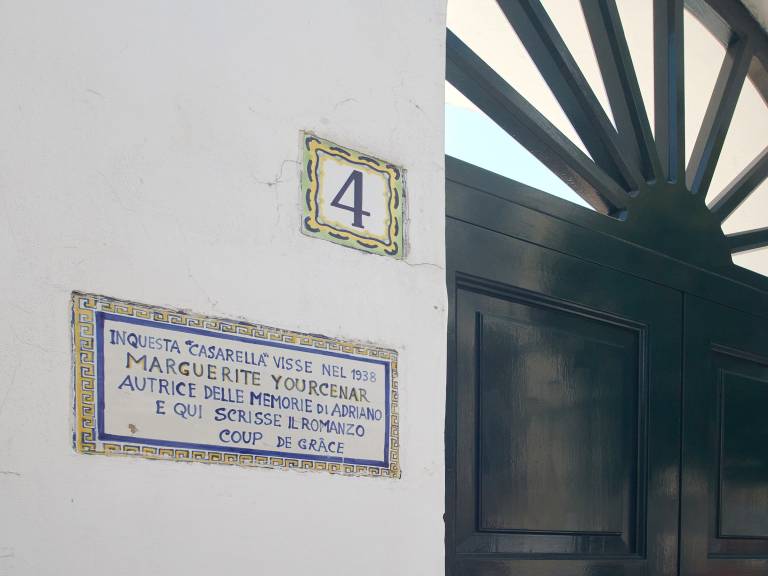 4
IN QUESTA "CASARELLA" VISSE NEL 1938
MARGUERITE YOURCENAR
AUTRICE DELLE MEMORIE DI ADRIANO
E QUI SCRISSE IL ROMANZO
COUP DE GRÂCE